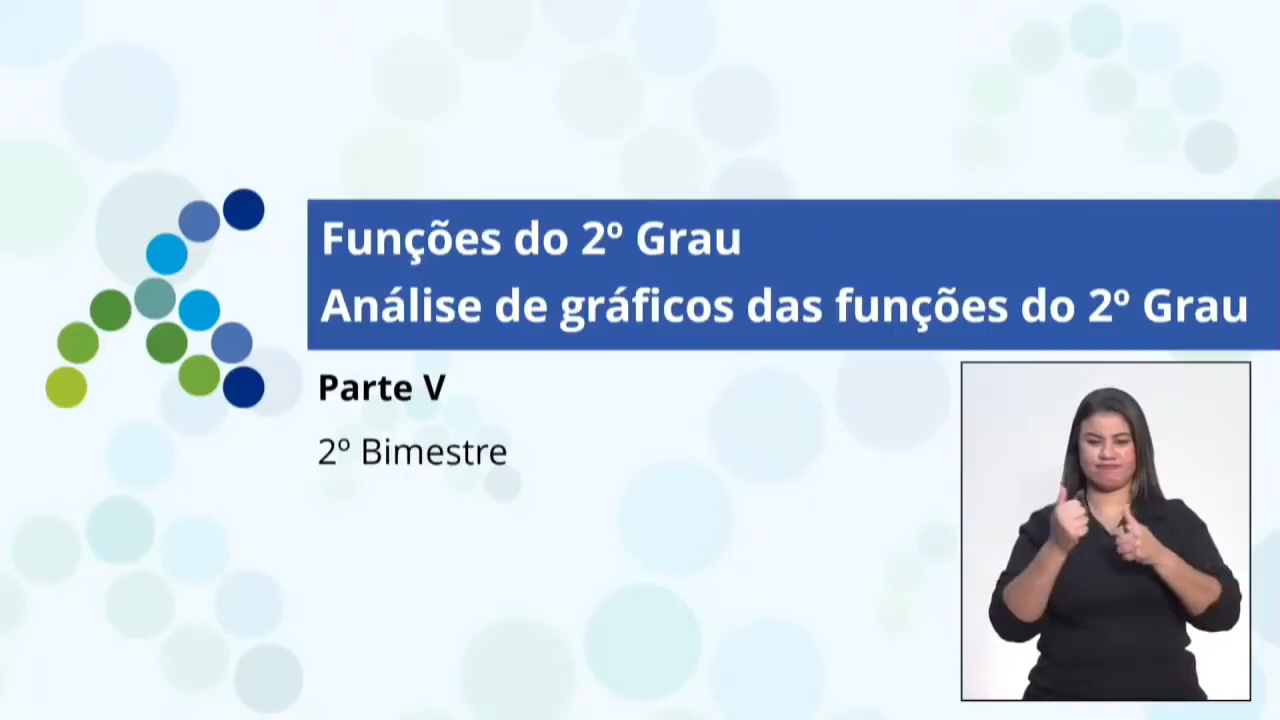 Funções do 2º Grau
Análise de gráficos das funções do 2º Grau
Parte V
2º Bimestre